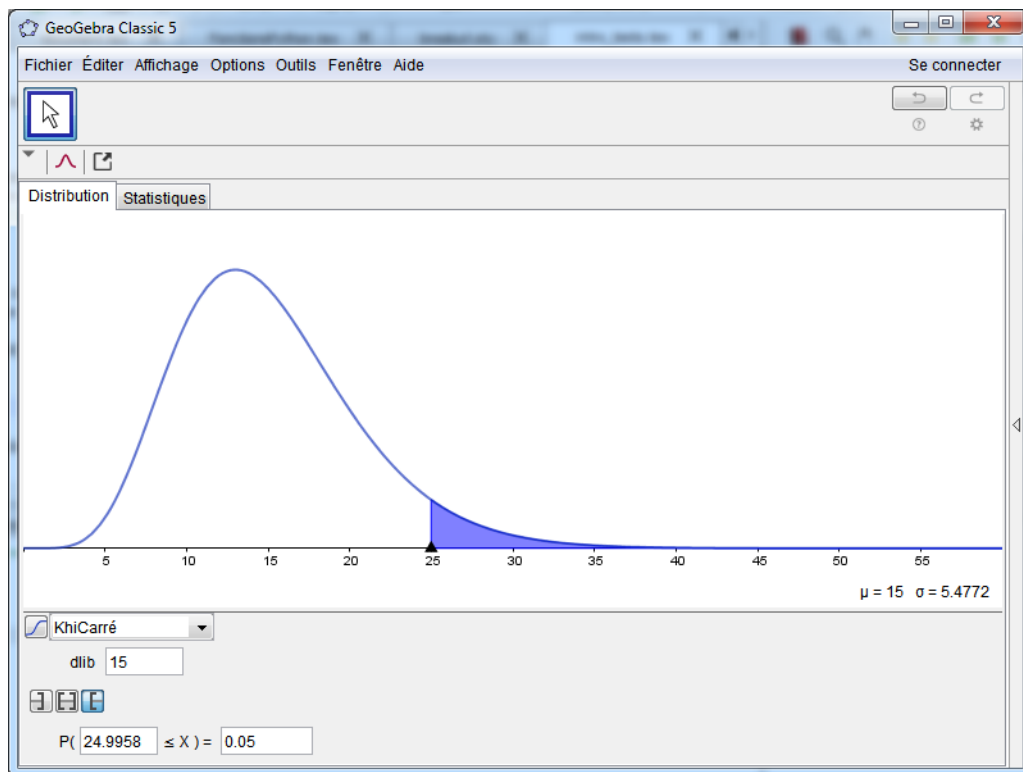 GeoGebra Classic 5
Fichier Éditer Affichage Options Outils Fenêtre Aide Se connecter
Distribution Statistiques
5 10 15 20 25 30 35 40 45 50 55
μ = 15 σ = 5.4772
KhiCarré
dlib 15
P( 24.9958 ≤ X ) = 0.05